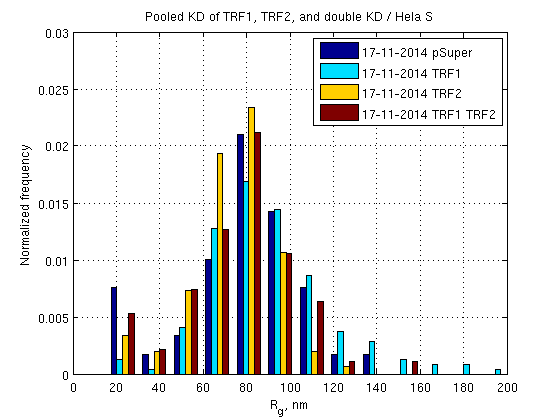 Pooled KD of TRF1, TRF2, and double KD / Hela S
0.03
0.025
0.02
0.015
0.01
0.005
0
Normalized frequency
17-11-2014 pSuper
17-11-2014 TRF1
17-11-2014 TRF2
17-11-2014 TRF1 TRF2
0 20 40 60 80 100 120 140 160 180 200
Rg, nm